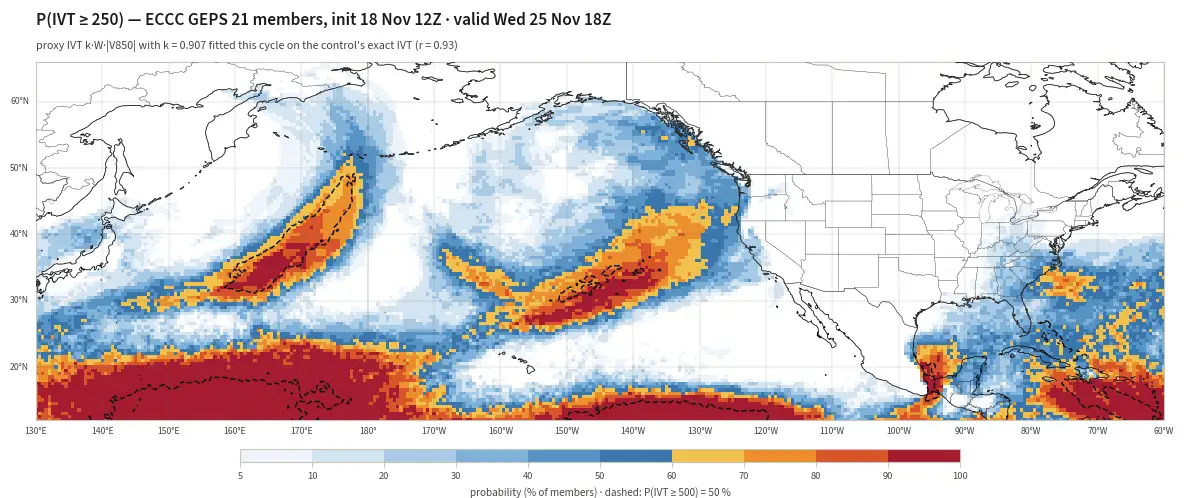 P(IVT ≥ 250) — ECCC GEPS 21 members, init 18 Nov 12Z · valid Wed 25 Nov 18Z
proxy IVT k·W·|V850| with k = 0.907 fitted this cycle on the control's exact IVT (r = 0.93)
60°N
50°N
40°N
30°N
20°N
130°E 140°E 150°E 160°E 170°E 180° 170°W 160°W 150°W 140°W 130°W 120°W 110°W 100°W 90°W 80°W 70°W 60°W
5 10 20 30 40 50 60 70 80 90 100
probability (% of members) · dashed: P(IVT ≥ 500) = 50 %